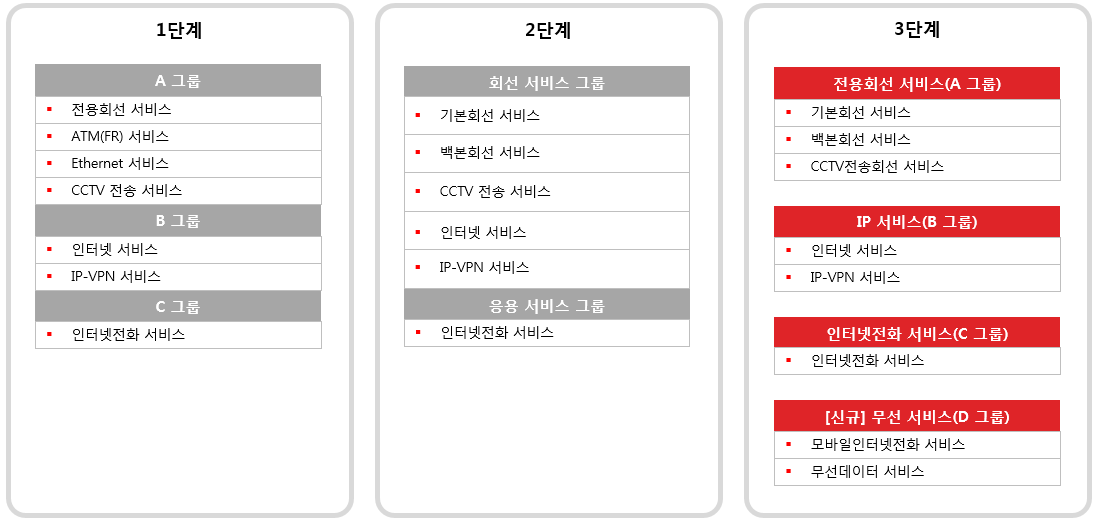 1단계
A 그룹
전용회선 서비스
ATM(FR) 서비스
Ethernet 서비스
CCTV 전송 서비스
B 그룹
인터넷 서비스
IP-VPN 서비스
C 그룹
인터넷전화 서비스
2단계
회선 서비스 그룹
기본회선 서비스
백본회선 서비스
CCTV 전송 서비스
인터넷 서비스
IP-VPN 서비스
응용 서비스 그룹
인터넷전화 서비스
3단계
전용회선 서비스(A 그룹)
기본회선 서비스
백본회선 서비스
CCTV전송회선 서비스
IP 서비스(B 그룹)
인터넷 서비스
IP-VPN 서비스
인터넷전화 서비스(C 그룹)
인터넷전화 서비스
[신규] 무선 서비스(D 그룹)
모바일인터넷전화 서비스
무선데이터 서비스